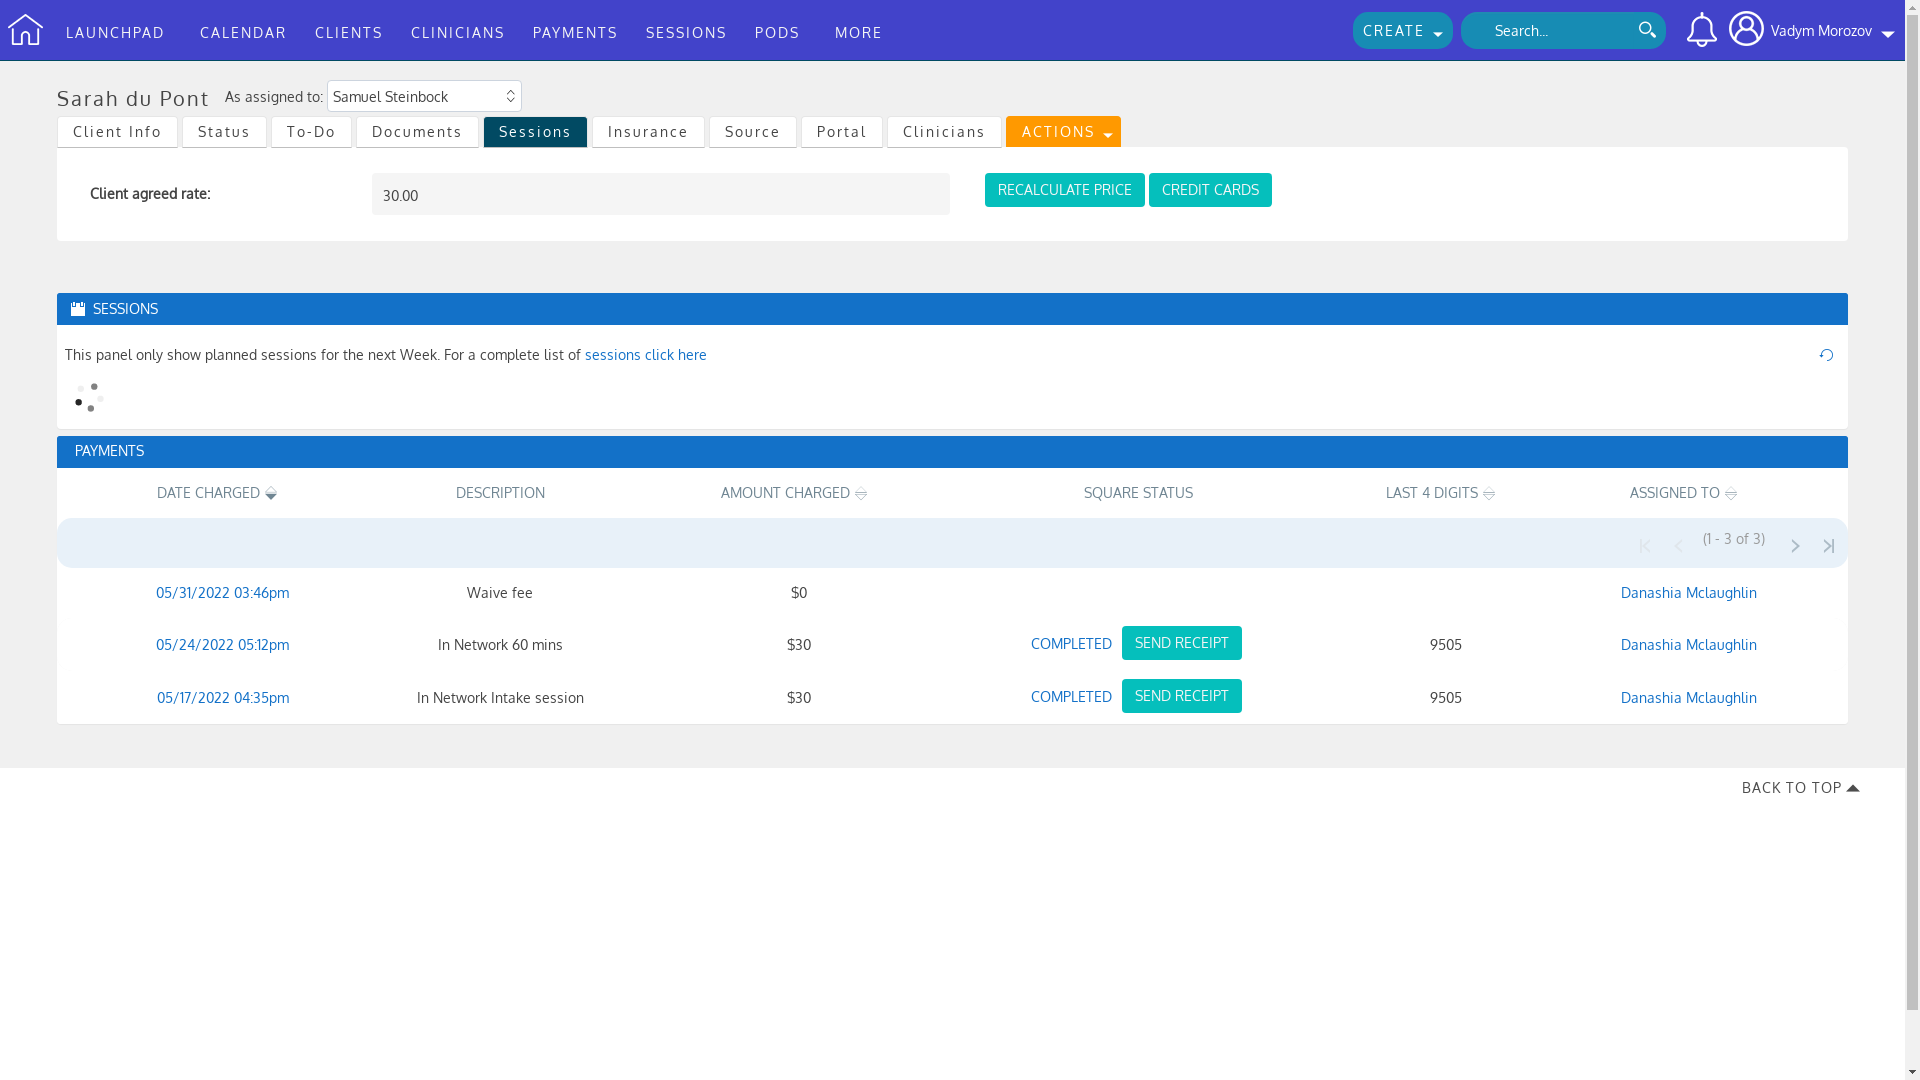 LAUNCHPAD CALENDAR CLIENTS CLINICIANS PAYMENTS SESSIONS PODS MORE CREATE Search... Vadym Morozov
Sarah du Pont As assigned to: Samuel Steinbock
Client Info Status To-Do Documents Sessions Insurance Source Portal Clinicians ACTIONS
Client agreed rate: 30.00 RECALCULATE PRICE CREDIT CARDS
SESSIONS
This panel only show planned sessions for the next Week. For a complete list of sessions click here
PAYMENTS
DATE CHARGED DESCRIPTION AMOUNT CHARGED SQUARE STATUS LAST 4 DIGITS ASSIGNED TO
(1 - 3 of 3)
05/31/2022 03:46pm Waive fee $0 Danashia Mclaughlin
05/24/2022 05:12pm In Network 60 mins $30 COMPLETED SEND RECEIPT 9505 Danashia Mclaughlin
05/17/2022 04:35pm In Network Intake session $30 COMPLETED SEND RECEIPT 9505 Danashia Mclaughlin
BACK TO TOP